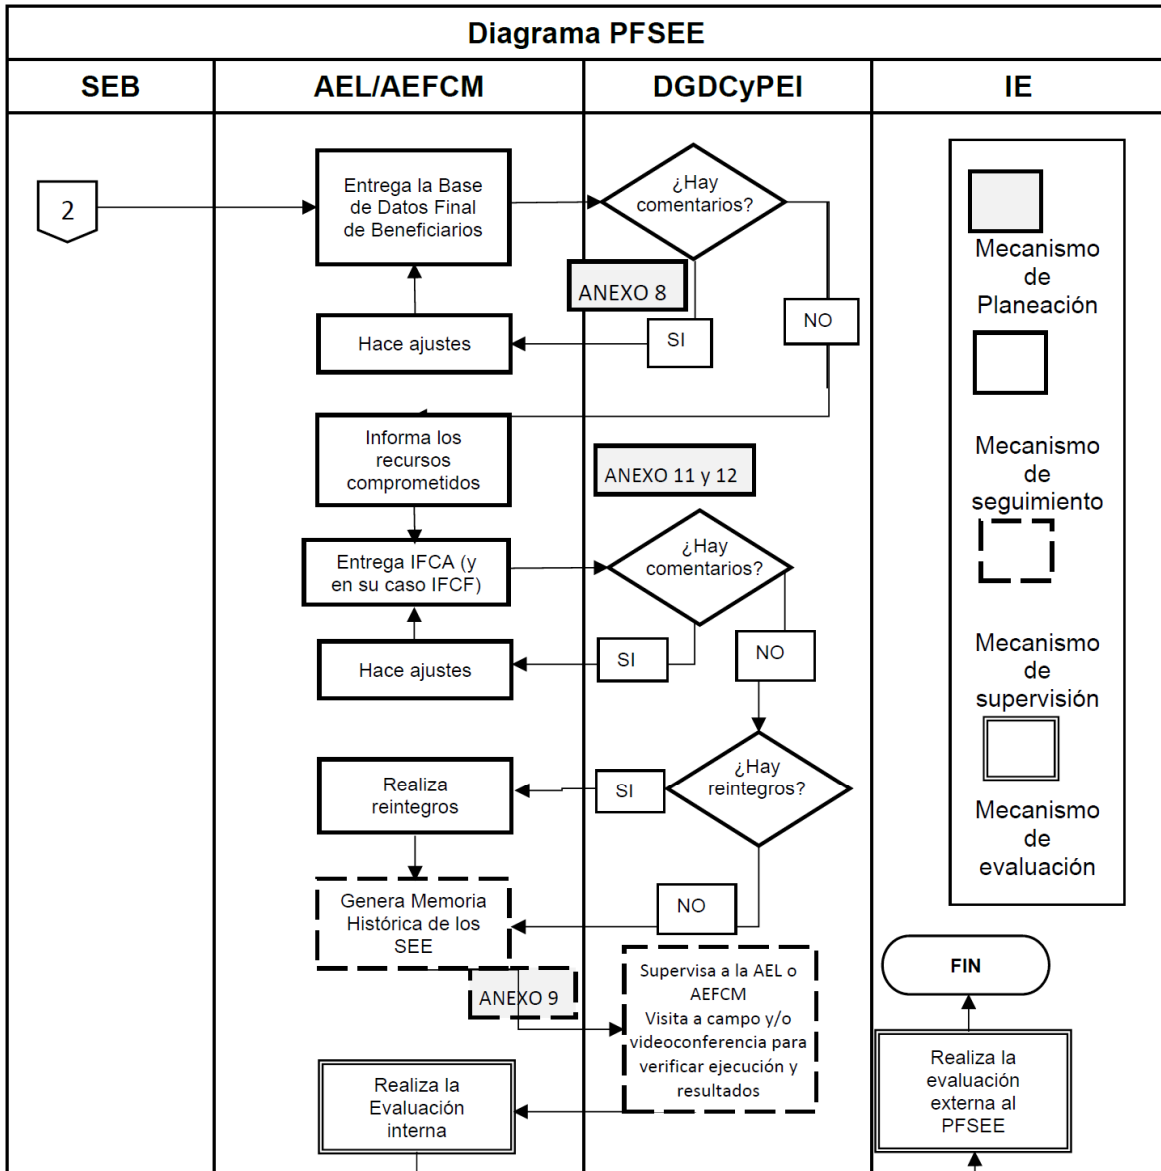 Diagrama PFSEE
SEB
AEL/AEFCM
DGDCyPEI
IE
2
Entrega la Base
de Datos Final
de Beneficiarios
¿Hay
comentarios?
ANEXO 8
SI
NO
Hace ajustes
Informa los
recursos
comprometidos
ANEXO 11 y 12
Entrega IFCA (y
en su caso IFCF)
¿Hay
comentarios?
SI
NO
Hace ajustes
¿Hay
reintegros?
SI
Realiza
reintegros
NO
Genera Memoria
Histórica de los
SEE
ANEXO 9
Supervisa a la AEL o
AEFCM
Visita a campo y/o
videoconferencia para
verificar ejecución y
resultados
Realiza la
Evaluación
interna
Mecanismo
de
Planeación
Mecanismo
de
seguimiento
Mecanismo
de
supervisión
Mecanismo
de
evaluación
FIN
Realiza la
evaluación
externa al
PFSEE